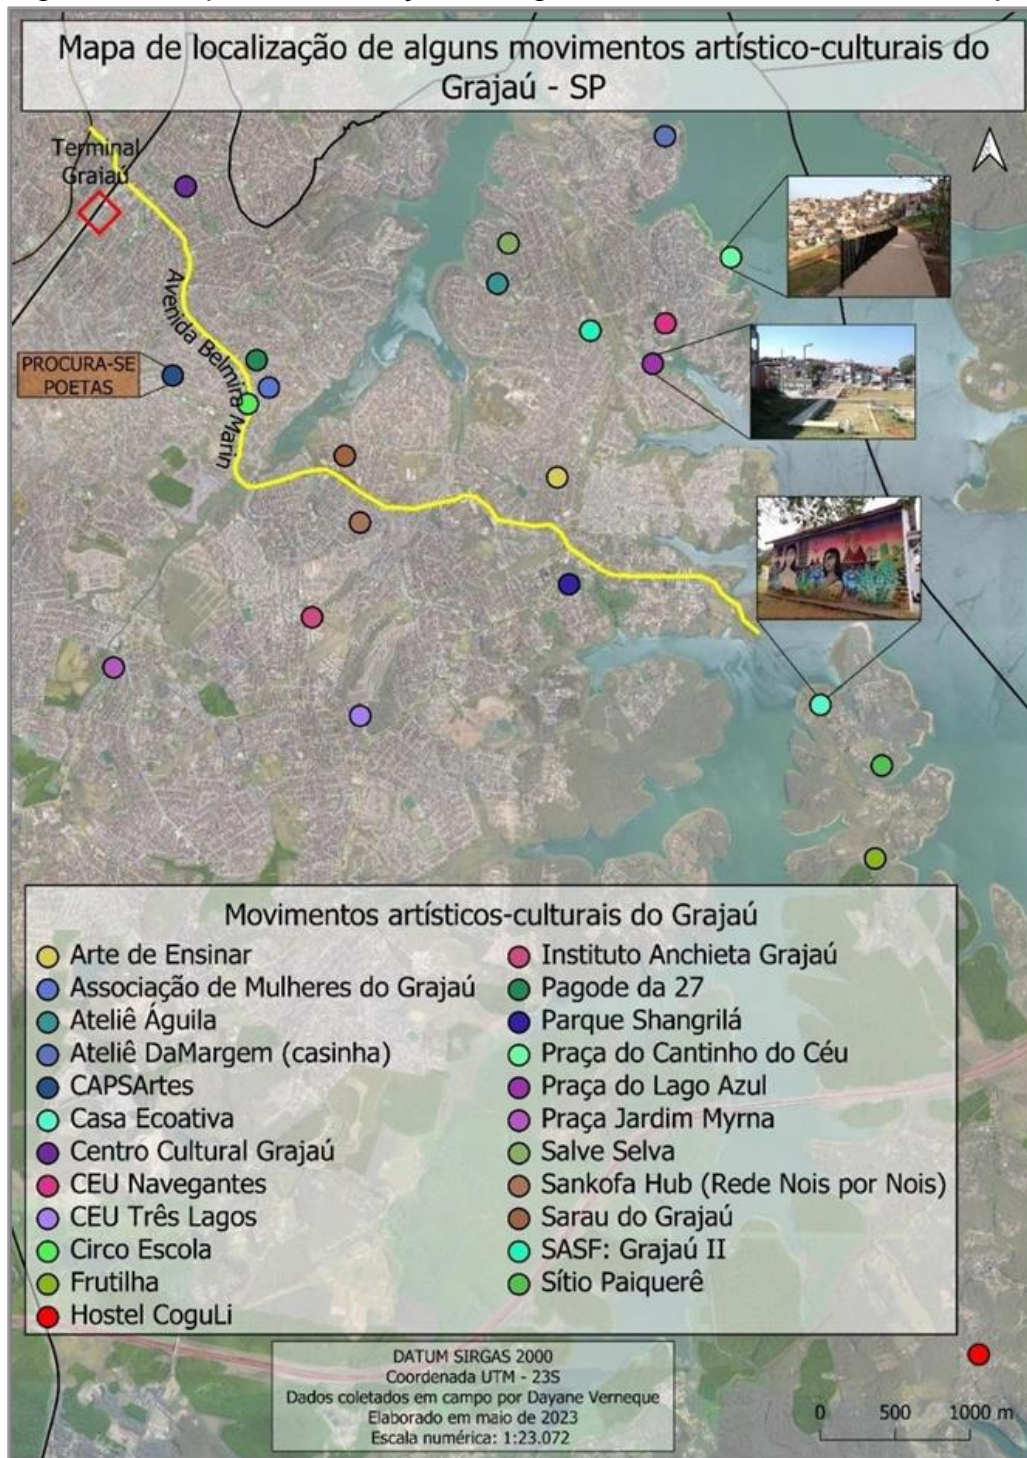 Mapa de localização de alguns movimentos artístico-culturais do
Grajaú - SP
Terminal
Grajaú
Avenida Belmira Marin
PROCURA-SE
POETAS
Movimentos artísticos-culturais do Grajaú
Arte de Ensinar
Associação de Mulheres do Grajaú
Ateliê Águila
Ateliê DaMargem (casinha)
CAPSArtes
Casa Ecoativa
Centro Cultural Grajaú
CEU Navegantes
CEU Três Lagos
Circo Escola
Frutilha
Hostel CoguLi
Instituto Anchieta Grajaú
Pagode da 27
Parque Shangrilá
Praça do Cantinho do Céu
Praça do Lago Azul
Praça Jardim Myrna
Salve Selva
Sankofa Hub (Rede Nois por Nois)
Sarau do Grajaú
SASF: Grajaú II
Sítio Paiquerê
DATUM SIRGAS 2000
Coordenada UTM - 23S
Dados coletados em campo por Dayane Verneque
Elaborado em maio de 2023
Escala numérica: 1:23.072
0 500 1000 m